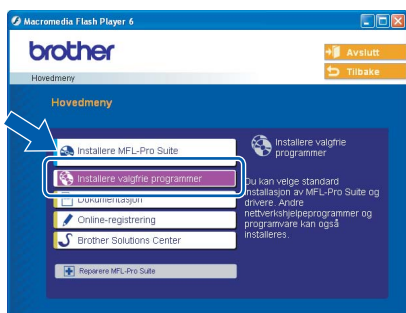 Macromedia Flash Player 6
brother
Avslutt
Tilbake
Hovedmeny
Hovedmeny
Installere MFL-Pro Suite
Installere valgfrie programmer
Dokumentasjon
Online-registrering
Brother Solutions Center
Reparere MFL-Pro Suite
Installere valgfrie
programmer
Du kan velge standard
installasjon av MFL-Pro Suite og
drivere. Andre
nettverkshjelpeprogrammer og
programvare kan også
installeres.